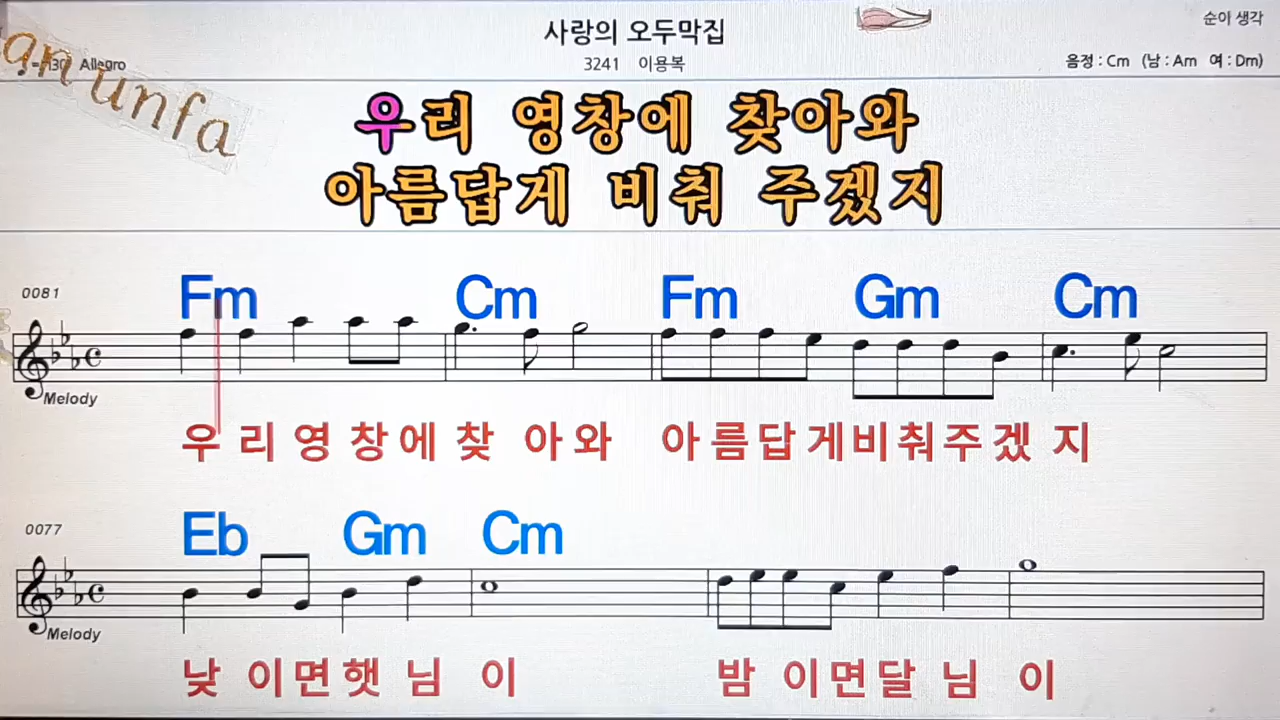 사랑의 오두막집
순이 생각
3241 이용복
Allegro
음정 : Cm (남 : Am 여 : Dm)
an unfa
우리 영창에 찾아와
아름답게 비춰 주겠지
0081
Fm Cm Fm Gm Cm
Melody
우 리 영 창 에 찾 아 와 아 름 답 게 비 춰 주 겠 지
0077
Eb Gm Cm
Melody
낮 이 면 햇 님 이 밤 이 면 달 님 이